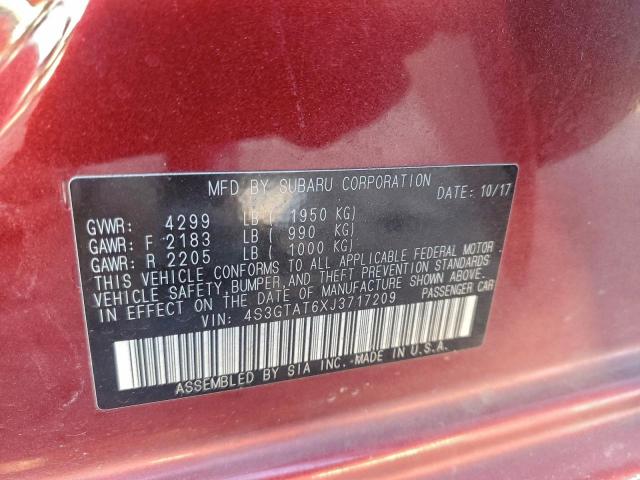 MFD BY SUBARU CORPORATION
DATE: 10/17
GVWR: 4299 LB ( 1950 KG)
GAWR: F 2183 LB ( 990 KG)
GAWR: R 2205 LB ( 1000 KG)
THIS VEHICLE CONFORMS TO ALL APPLICABLE FEDERAL MOTOR
VEHICLE SAFETY, BUMPER, AND THEFT PREVENTION STANDARDS
IN EFFECT ON THE DATE OF MANUFACTURE SHOWN ABOVE.
VIN: 4S3GTAT6XJ3717209 PASSENGER CAR
ASSEMBLED BY SIA INC.-MADE IN U.S.A.